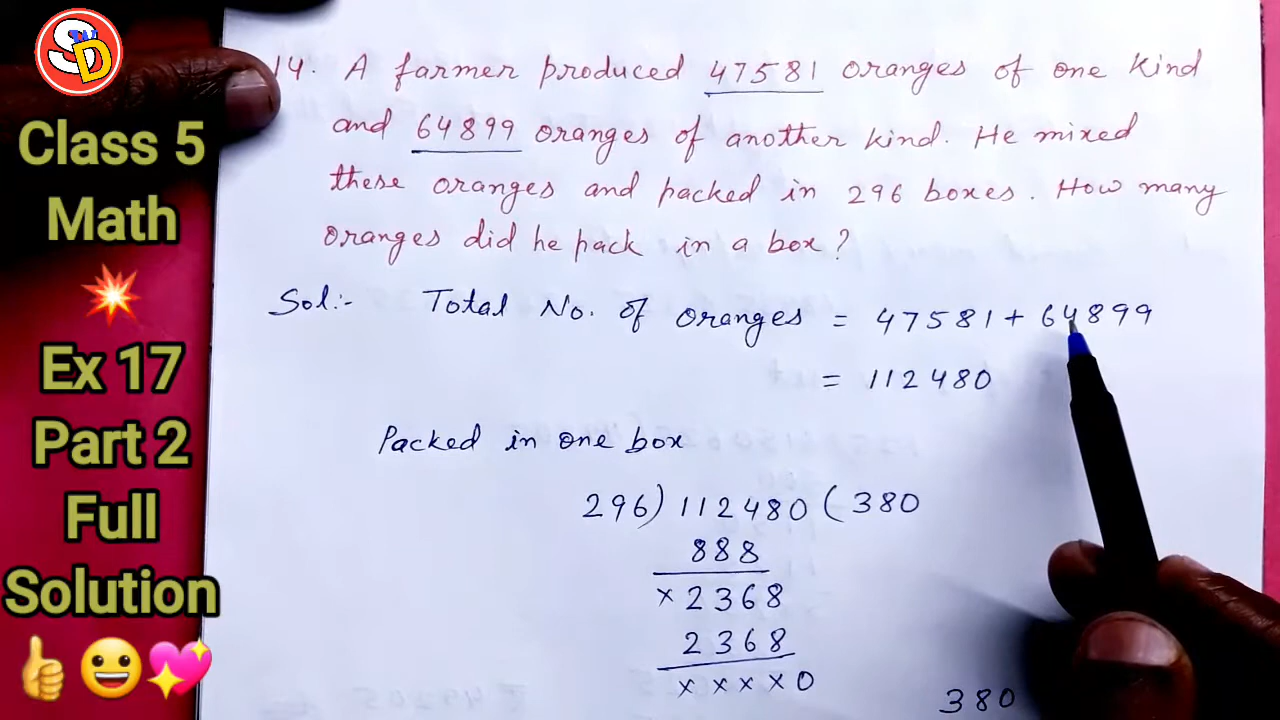 SD
Class 5
Math
Ex 17
Part 2
Full
Solution
14. A farmer produced 47581 oranges of one kind
and 64899 oranges of another kind. He mixed
these oranges and packed in 296 boxes. How many
oranges did he pack in a box?
Sol:- Total No. of oranges = 47581 + 64899
= 112480
Packed in one box
296) 112480 (380
888
× 2368
2368
× × × × 0
380